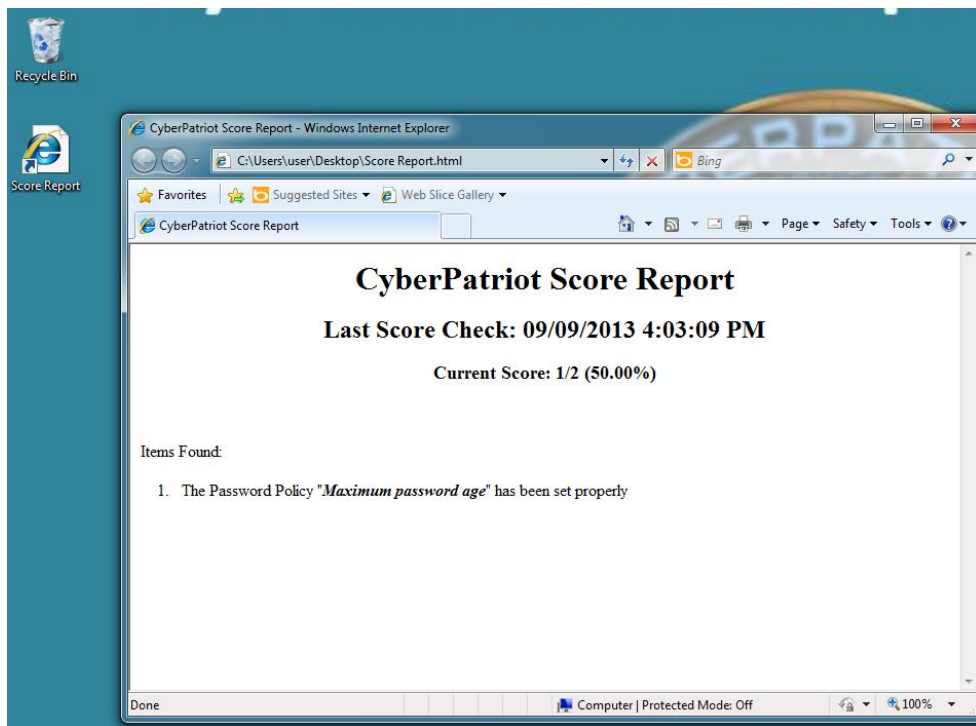 Recycle Bin
Score Report
CyberPatriot Score Report - Windows Internet Explorer
C:\Users\user\Desktop\Score Report.html
Bing
Favorites
Suggested Sites
Web Slice Gallery
CyberPatriot Score Report
Page
Safety
Tools
CyberPatriot Score Report
Last Score Check: 09/09/2013 4:03:09 PM
Current Score: 1/2 (50.00%)
Items Found:
1. The Password Policy "Maximum password age" has been set properly
Done
Computer | Protected Mode: Off
100%